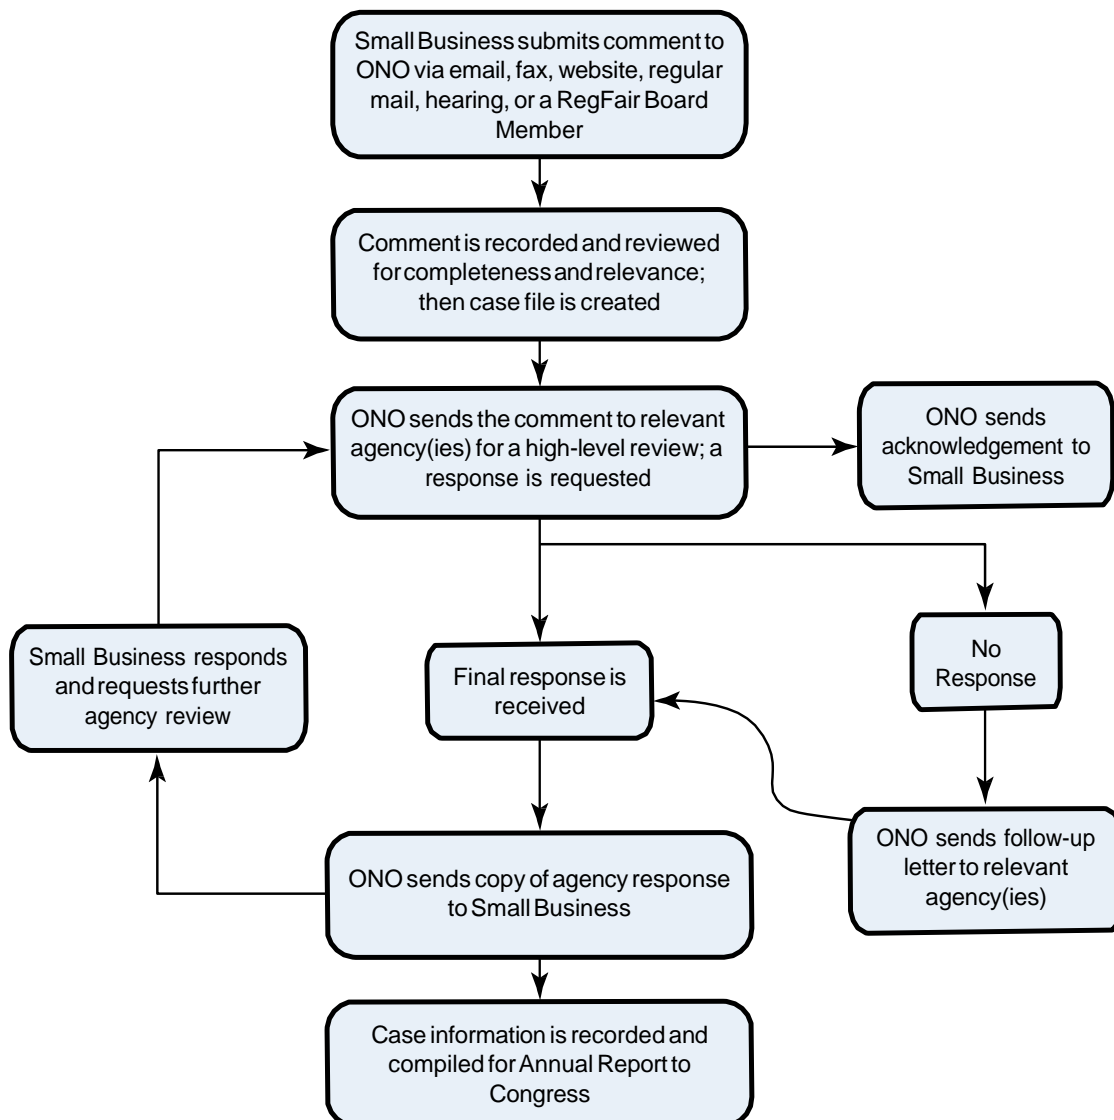 Small Business submits comment to
ONO via email, fax, website, regular
mail, hearing, or a RegFair Board
Member
Comment is recorded and reviewed
for completeness and relevance;
then case file is created
ONO sends the comment to relevant
agency(ies) for a high-level review; a
response is requested
ONO sends
acknowledgement to
Small Business
Small Business responds
and requests further
agency review
Final response is
received
No
Response
ONO sends follow-up
letter to relevant
agency(ies)
ONO sends copy of agency response
to Small Business
Case information is recorded and
compiled for Annual Report to
Congress